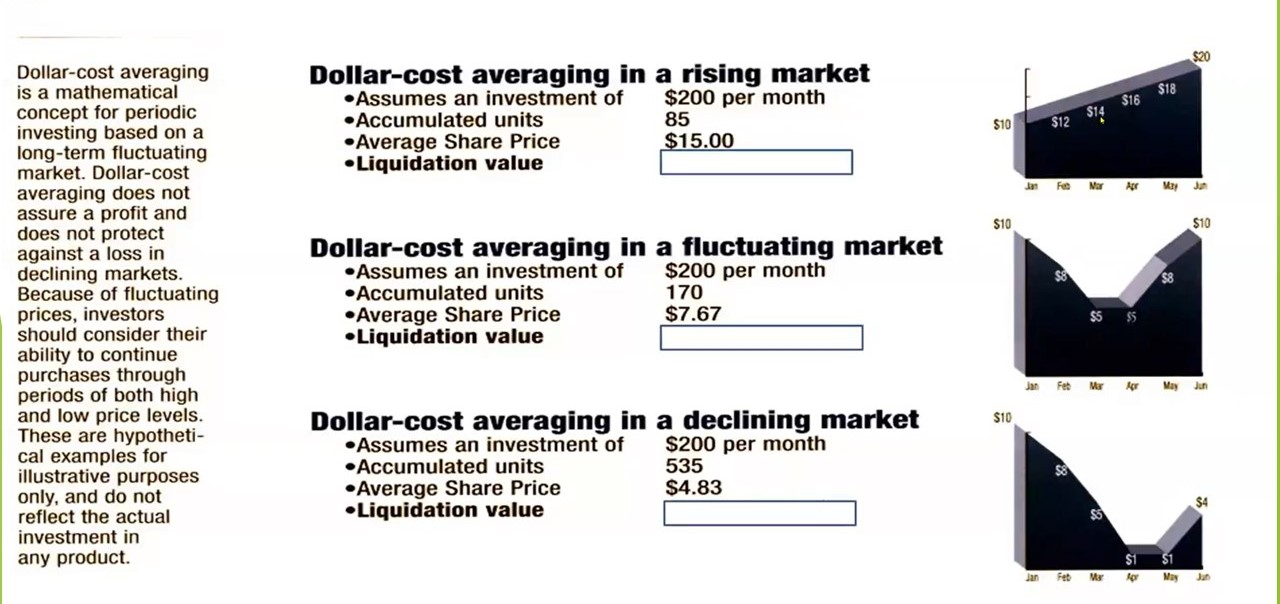 Dollar-cost averaging
is a mathematical
concept for periodic
investing based on a
long-term fluctuating
market. Dollar-cost
averaging does not
assure a profit and
does not protect
against a loss in
declining markets.
Because of fluctuating
prices, investors
should consider their
ability to continue
purchases through
periods of both high
and low price levels.
These are hypotheti-
cal examples for
illustrative purposes
only, and do not
reflect the actual
investment in
any product.
Dollar-cost averaging in a rising market
•Assumes an investment of $200 per month
•Accumulated units 85
•Average Share Price $15.00
•Liquidation value
$10 $12 $14 $16 $18 $20
Jan Feb Mar Apr May Jun
Dollar-cost averaging in a fluctuating market
•Assumes an investment of $200 per month
•Accumulated units 170
•Average Share Price $7.67
•Liquidation value
$10 $8 $5 $5 $8 $10
Jan Feb Mar Apr May Jun
Dollar-cost averaging in a declining market
•Assumes an investment of $200 per month
•Accumulated units 535
•Average Share Price $4.83
•Liquidation value
$10 $8 $5 $1 $1 $4
Jan Feb Mar Apr May Jun